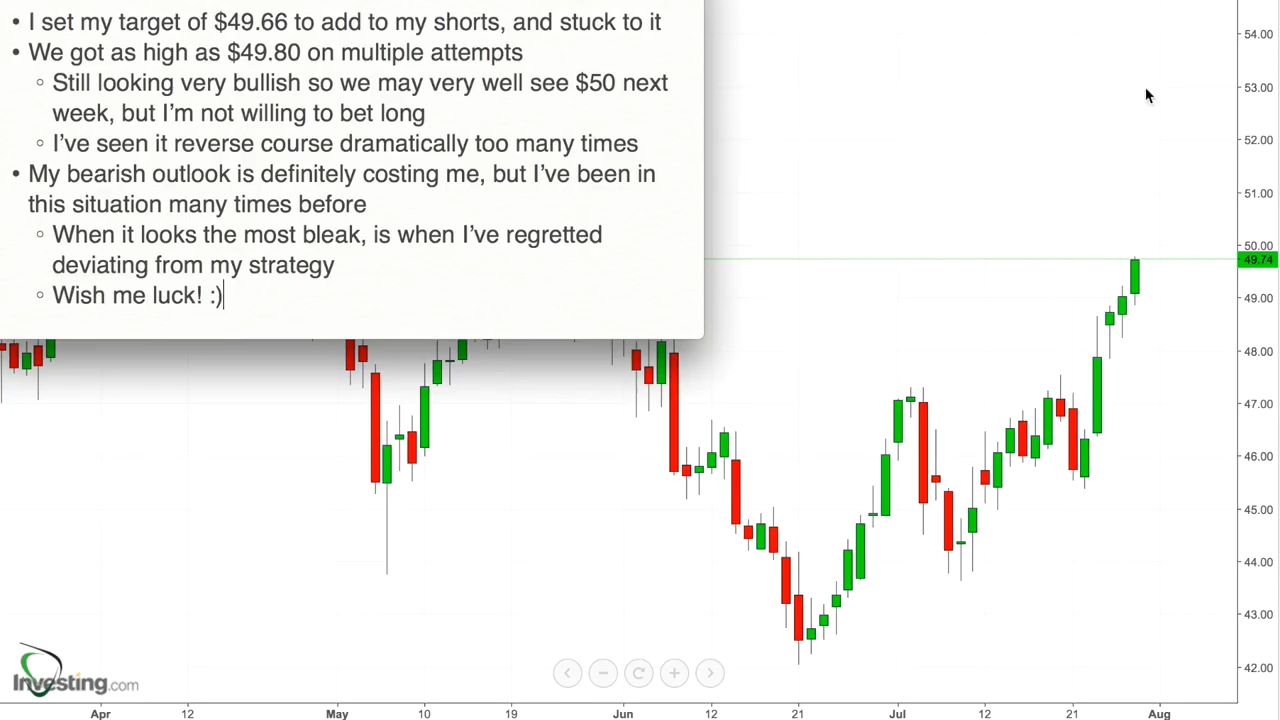 • I set my target of $49.66 to add to my shorts, and stuck to it
• We got as high as $49.80 on multiple attempts
◦ Still looking very bullish so we may very well see $50 next
week, but I’m not willing to bet long
◦ I’ve seen it reverse course dramatically too many times
• My bearish outlook is definitely costing me, but I’ve been in
this situation many times before
◦ When it looks the most bleak, is when I’ve regretted
deviating from my strategy
◦ Wish me luck! :)
54.00
53.00
52.00
51.00
50.00
49.74
49.00
48.00
47.00
46.00
45.00
44.00
43.00
42.00
Investing.com
Apr 12 May 10 19 Jun 12 21 Jul 12 21 Aug